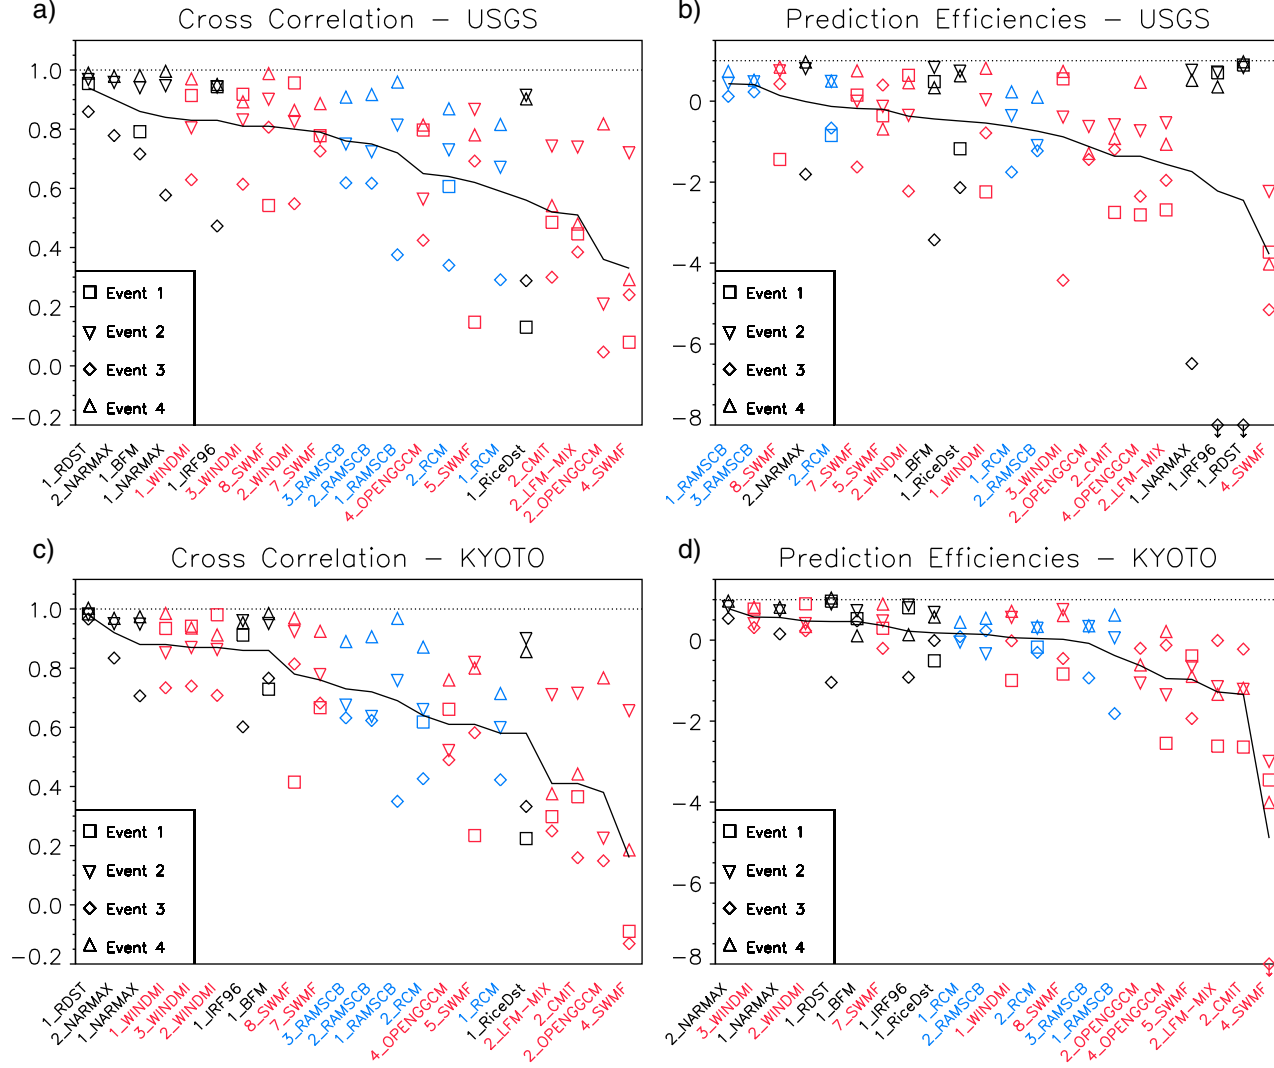 a)
Cross Correlation – USGS
1.0
0.8
0.6
0.4
0.2
0.0
−0.2
Event 1
Event 2
Event 3
Event 4
1_RDST
2_NARMAX
1_BFM
1_NARMAX
1_WINDMI
1_IRF96
3_WINDMI
8_SWMF
2_WINDMI
7_SWMF
3_RAMSCB
2_RAMSCB
1_RAMSCB
4_OPENGGCM
2_RCM
5_SWMF
1_RCM
1_RiceDst
2_CMIT
2_LFM−MIX
2_OPENGGCM
4_SWMF
b)
Prediction Efficiencies – USGS
0
−2
−4
−6
−8
Event 1
Event 2
Event 3
Event 4
1_RAMSCB
3_RAMSCB
8_SWMF
2_NARMAX
2_RCM
7_SWMF
5_SWMF
2_WINDMI
1_BFM
1_RiceDst
1_WINDMI
1_RCM
2_RAMSCB
3_WINDMI
2_OPENGGCM
2_CMIT
4_OPENGGCM
2_LFM−MIX
1_NARMAX
1_IRF96
1_RDST
4_SWMF
c)
Cross Correlation – KYOTO
1.0
0.8
0.6
0.4
0.2
0.0
−0.2
Event 1
Event 2
Event 3
Event 4
1_RDST
2_NARMAX
1_NARMAX
1_WINDMI
3_WINDMI
2_WINDMI
1_IRF96
1_BFM
8_SWMF
7_SWMF
3_RAMSCB
2_RAMSCB
1_RAMSCB
2_RCM
4_OPENGGCM
5_SWMF
1_RCM
1_RiceDst
2_LFM−MIX
2_CMIT
2_OPENGGCM
4_SWMF
d)
Prediction Efficiencies – KYOTO
0
−2
−4
−6
−8
Event 1
Event 2
Event 3
Event 4
2_NARMAX
3_WINDMI
1_NARMAX
2_WINDMI
1_RDST
1_BFM
7_SWMF
1_IRF96
1_RiceDst
1_RCM
2_RAMSCB
1_WINDMI
2_RCM
8_SWMF
3_RAMSCB
1_RAMSCB
2_OPENGGCM
4_OPENGGCM
5_SWMF
2_LFM−MIX
2_CMIT
4_SWMF